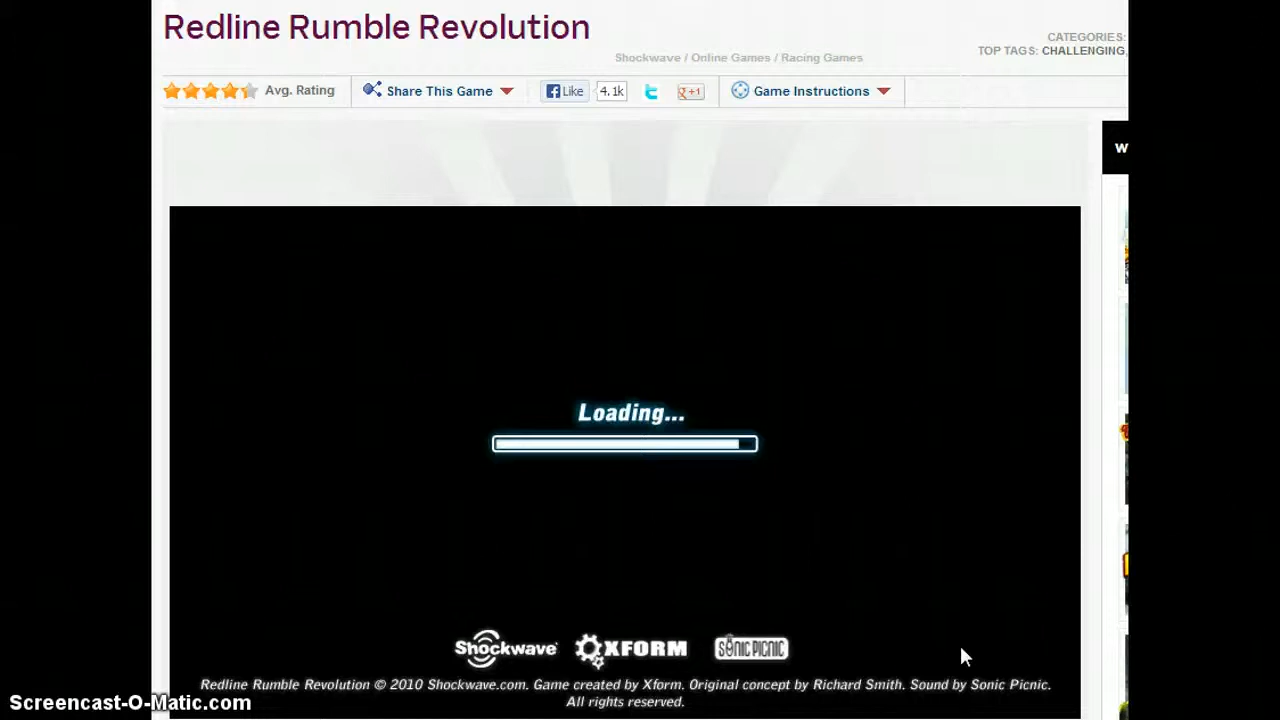 Redline Rumble Revolution
CATEGORIES:
Shockwave / Online Games / Racing Games
TOP TAGS: CHALLENGING,
Avg. Rating
Share This Game
Like
4.1k
+1
Game Instructions
W
Loading...
Shockwave
XFORM
SONIC PICNIC
Redline Rumble Revolution © 2010 Shockwave.com. Game created by Xform. Original concept by Richard Smith. Sound by Sonic Picnic.
All rights reserved.
Screencast-O-Matic.com